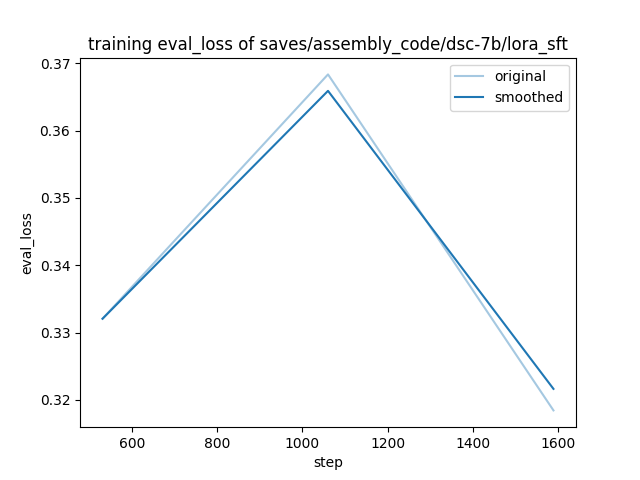 training eval_loss of saves/assembly_code/dsc-7b/lora_sft
original
smoothed
0.37
0.36
0.35
0.34
0.33
0.32
eval_loss
600 800 1000 1200 1400 1600
step